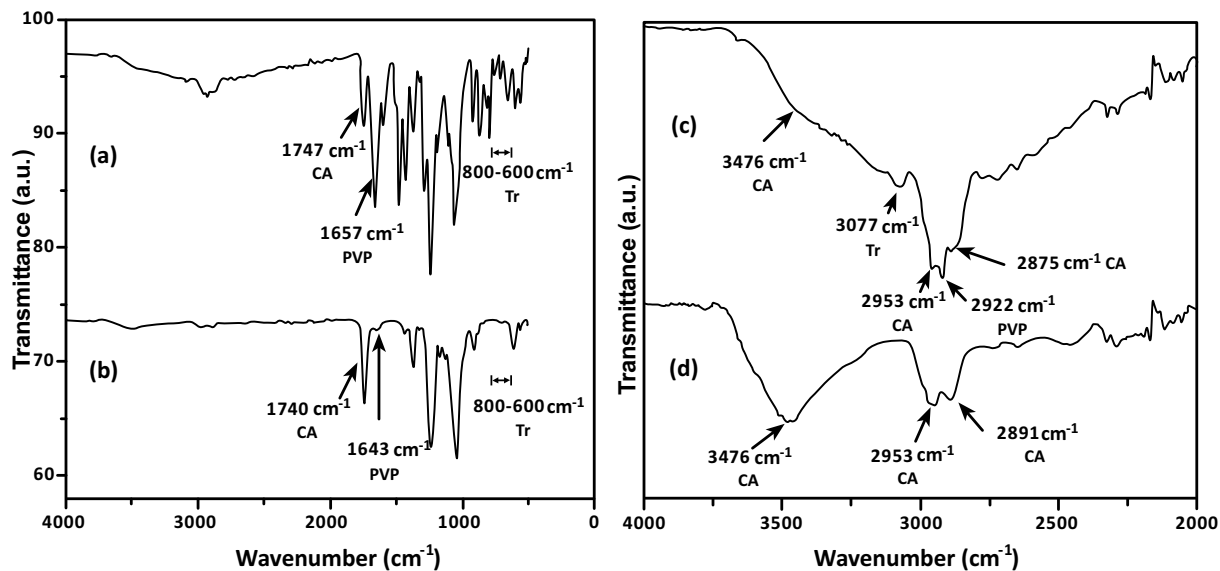 100
90
80
70
60
Transmittance (a.u.)
(a)
1747 cm-1
CA
1657 cm-1
PVP
800-600 cm-1
Tr
(b)
1740 cm-1
CA
1643 cm-1
PVP
800-600 cm-1
Tr
4000 3000 2000 1000 0
Wavenumber (cm-1)
Transmittance (a.u.)
(c)
3476 cm-1
CA
3077 cm-1
Tr
2875 cm-1 CA
2953 cm-1
CA
2922 cm-1
PVP
(d)
3476 cm-1
CA
2953 cm-1
CA
2891 cm-1
CA
4000 3500 3000 2500 2000
Wavenumber (cm-1)